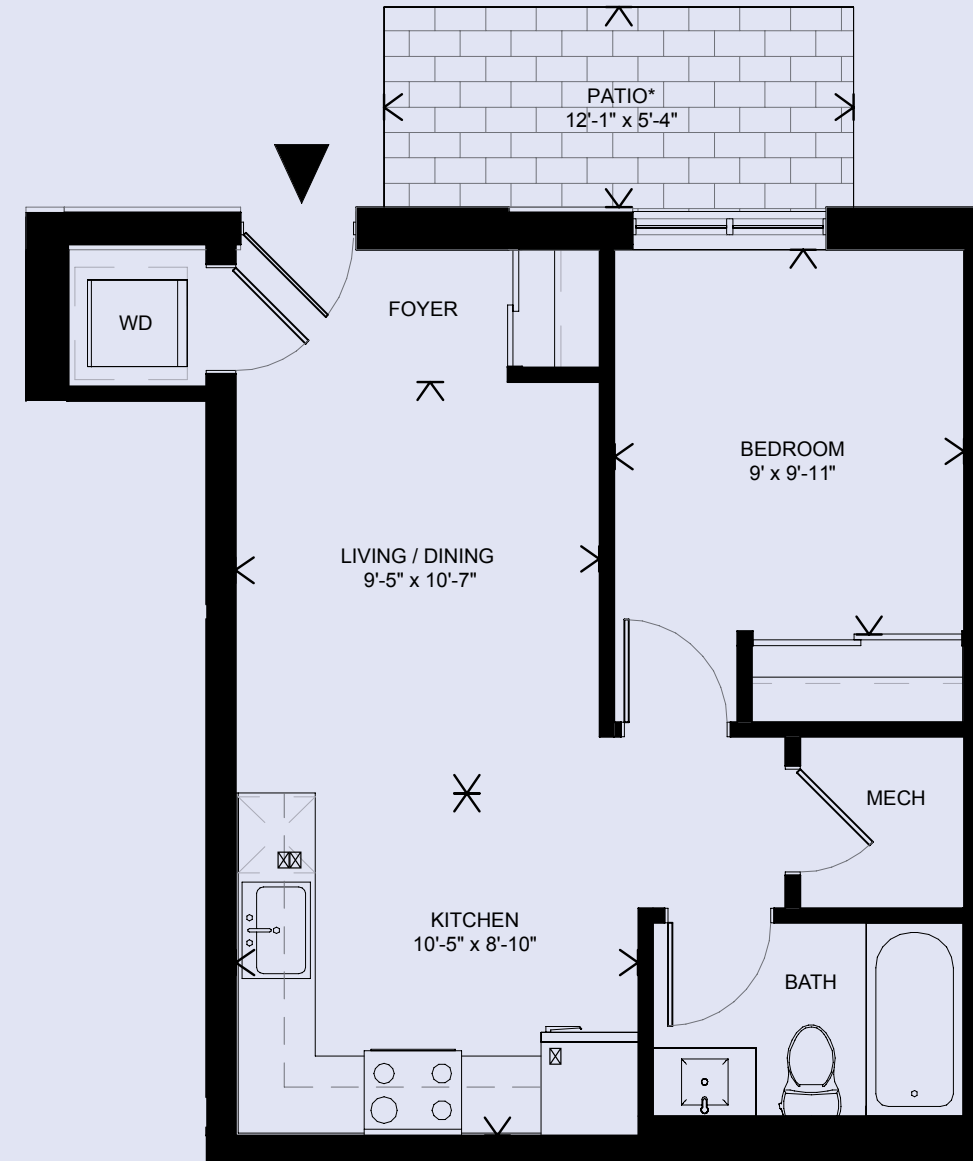 PATIO*
12'-1" x 5'-4"
WD
FOYER
BEDROOM
9' x 9'-11"
LIVING / DINING
9'-5" x 10'-7"
MECH
KITCHEN
10'-5" x 8'-10"
BATH